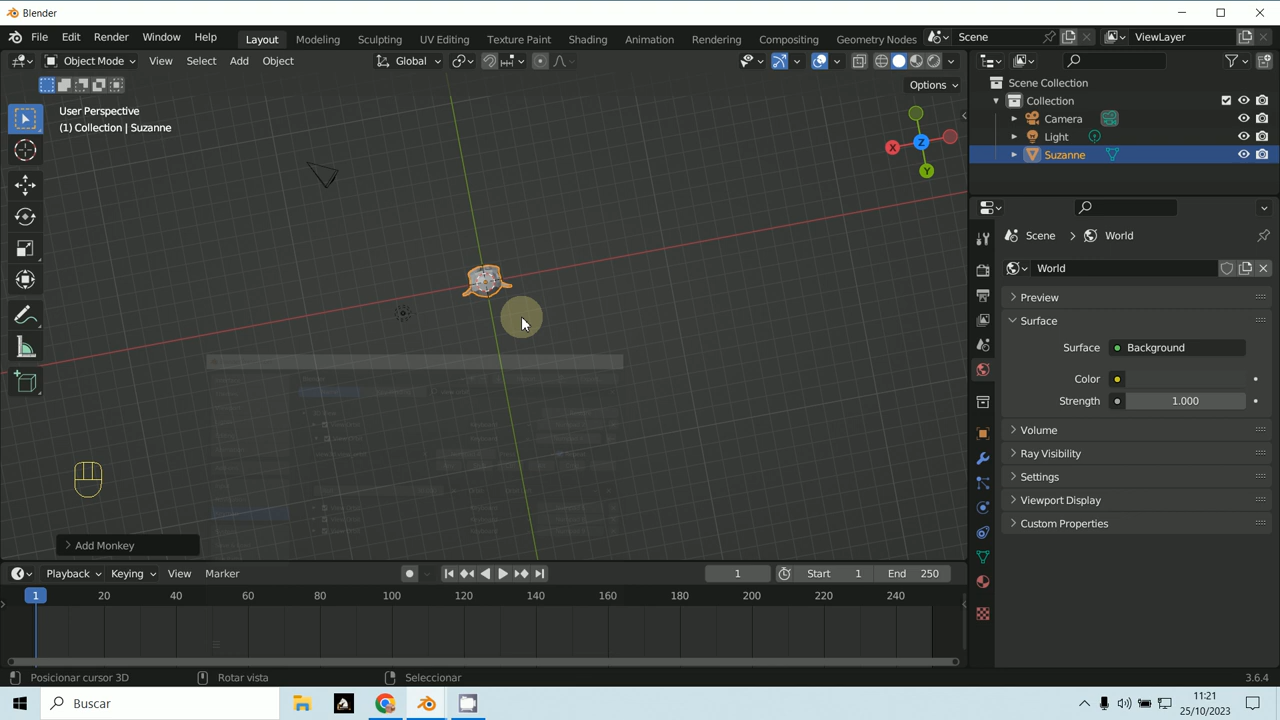 Blender
File Edit Render Window Help
Layout Modeling Sculpting UV Editing Texture Paint Shading Animation Rendering Compositing Geometry Nodes Scene ViewLayer
Object Mode View Select Add Object Global
Options
User Perspective
(1) Collection | Suzanne
X
Y
Z
Scene Collection
Collection
Camera
Light
Suzanne
Scene > World
World
Preview
Surface
Surface Background
Color
Strength 1.000
Volume
Ray Visibility
Settings
Viewport Display
Custom Properties
Add Monkey
Playback Keying View Marker 1 Start 1 End 250
1 20 40 60 80 100 120 140 160 180 200 220 240
Posicionar cursor 3D Rotar vista Seleccionar 3.6.4
Buscar
11:21
25/10/2023